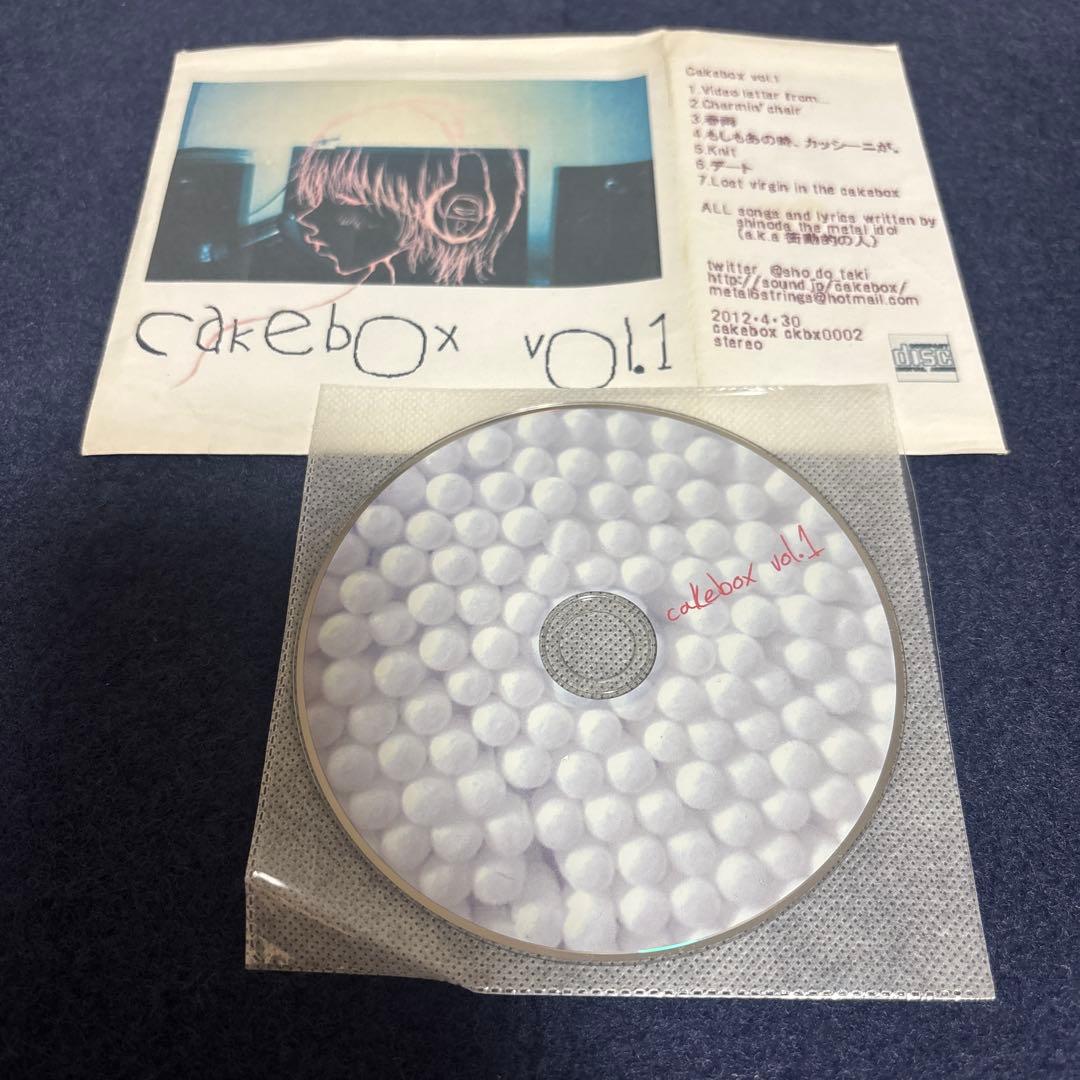 cakebox vol.1
Cakebox vol.1
1.Video letter from...
2.Charmin' chair
3.春雨
4.もしもあの時、カッシーニが。
5.Knit
6.デート
7.Lost virgin in the cakebox
ALL songs and lyrics written by
shinoda the metal idol
(a.k.a 衝動的の人)
twitter @sho_do_teki
http://sound.jp/cakebox/
metal6strings@hotmail.com
2012・4・30
cakebox ckbx0002
stereo
disc
cakebox vol.1